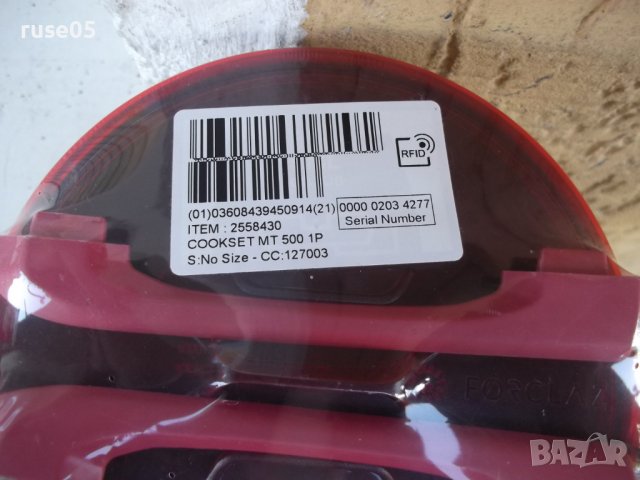 ruse05
RFID
(01)03608439450914(21)
0000 0203 4277
Serial Number
ITEM : 2558430
COOKSET MT 500 1P
S:No Size - CC:127003
FORCLAZ
BAZAR